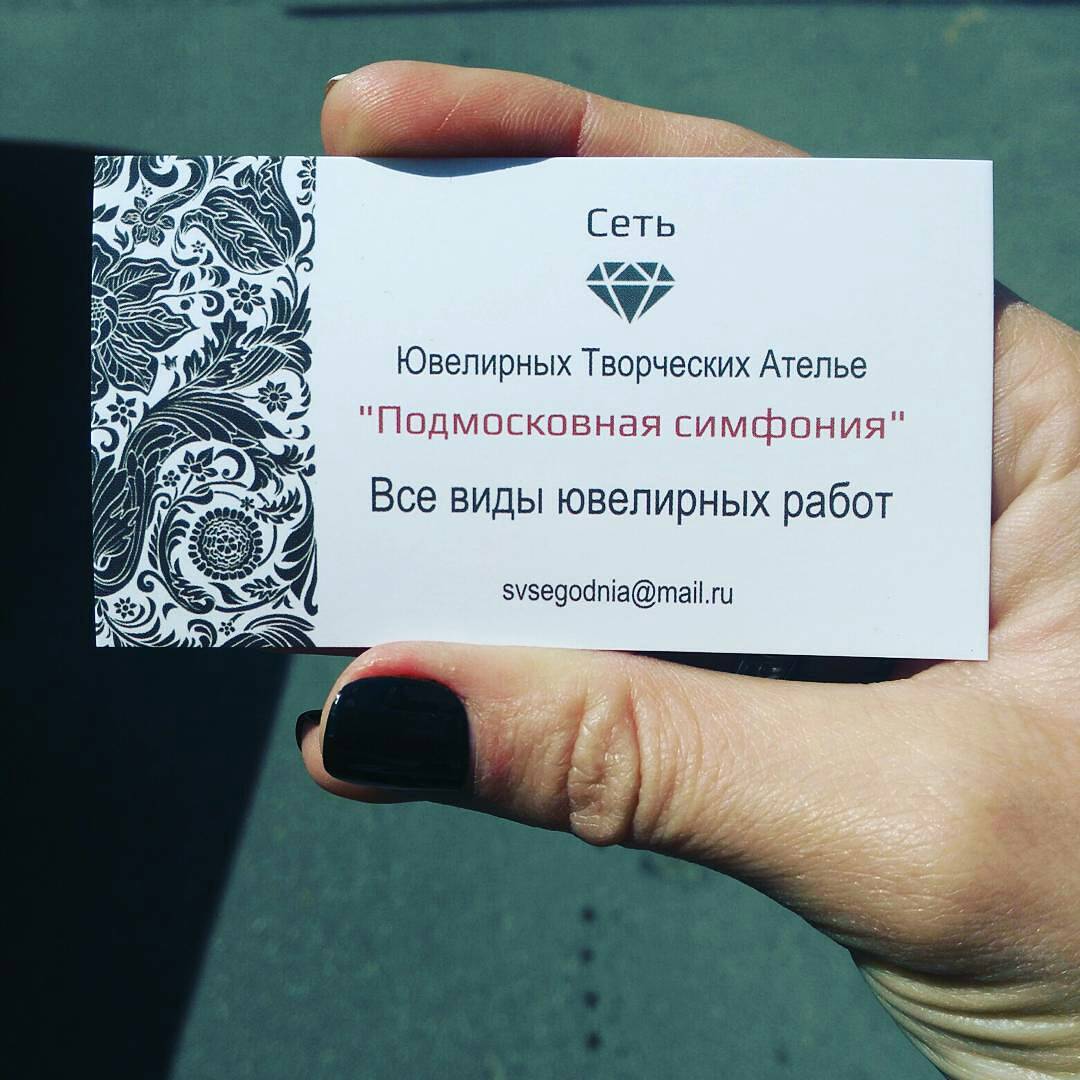 Сеть
Ювелирных Творческих Ателье
"Подмосковная симфония"
Все виды ювелирных работ
svsegodnia@mail.ru